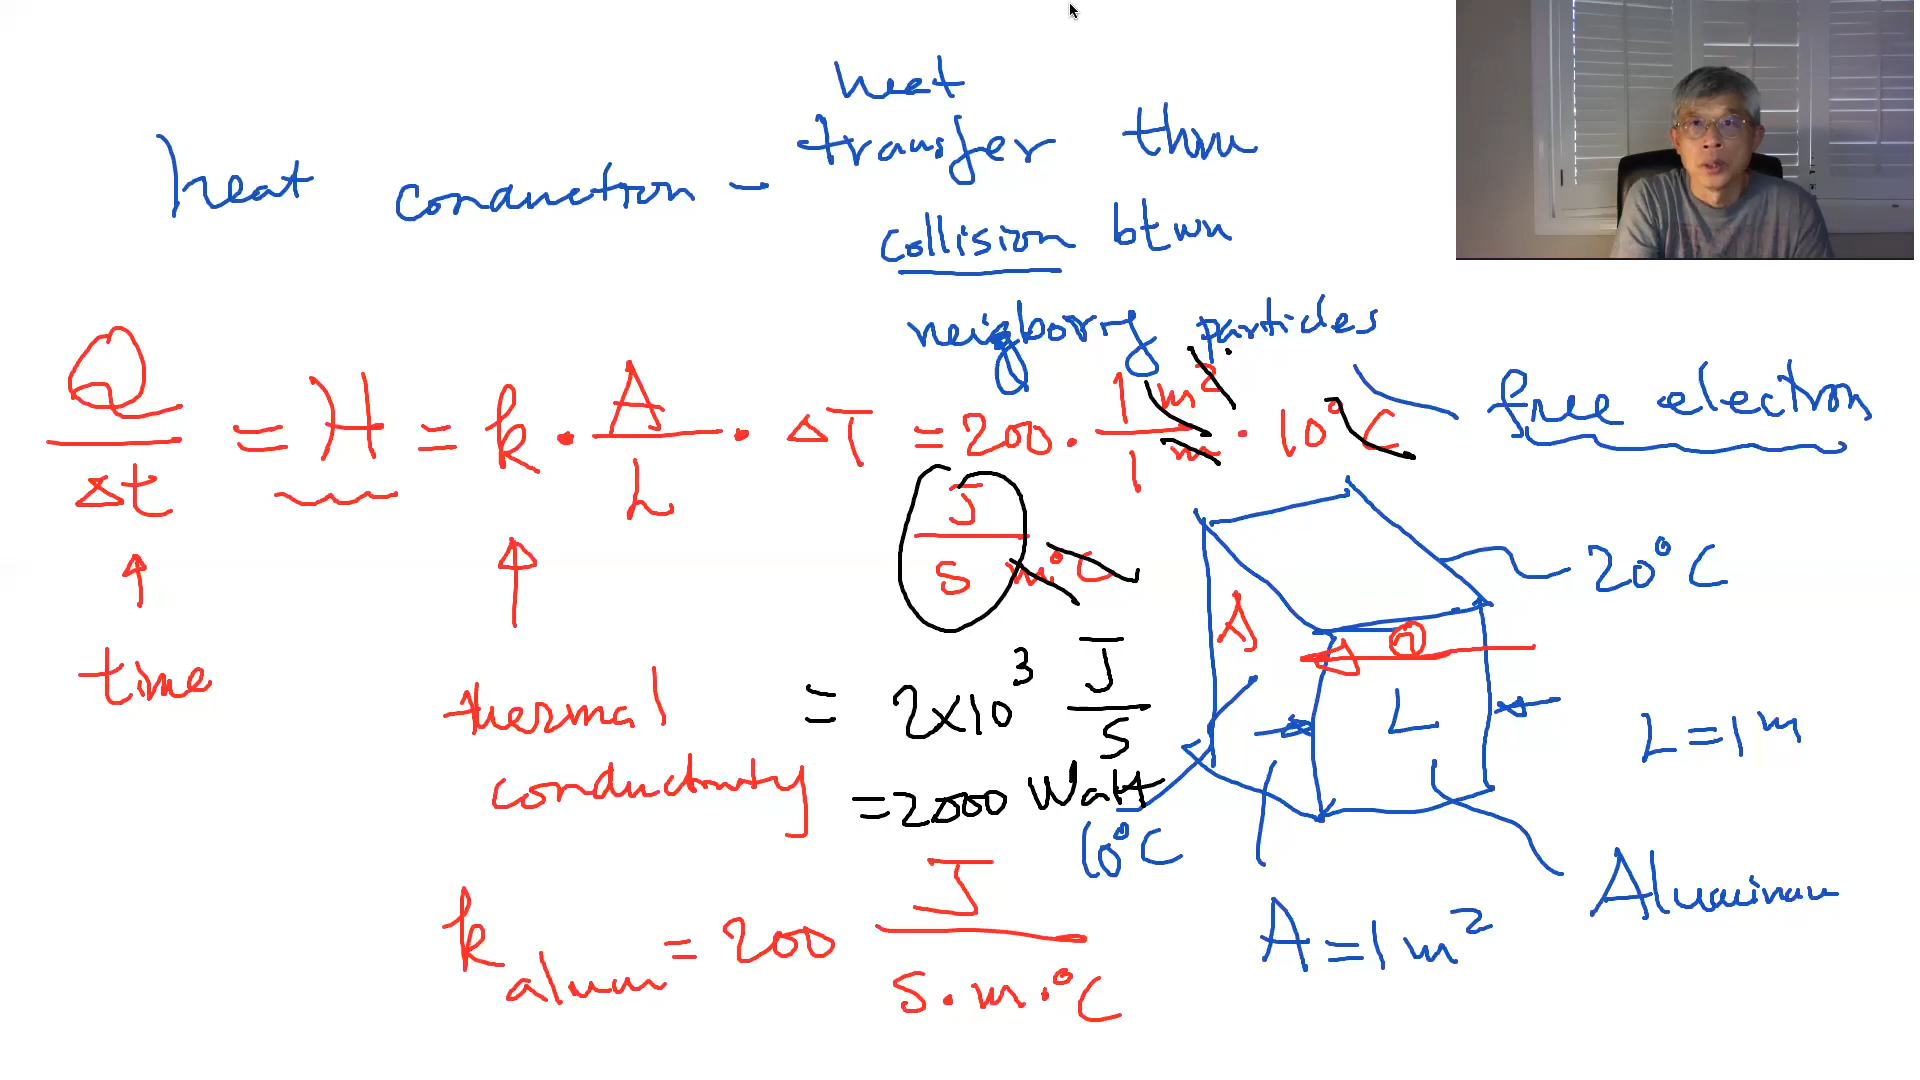 heat
transfer thru
heat conduction -
collision btwn
neigborng particles
free electron
Q/Δt = H = k · A/L · ΔT = 200 · 1 m²/1 m · 10°C
J/s m°C
↑ ↑
time
thermal
conductivity
= 2×10³ J/s
= 2000 Watt
k alum = 200 J/s·m·°C
20°C
A
Q
L
L = 1 m
10°C
A = 1 m²
Aluminum